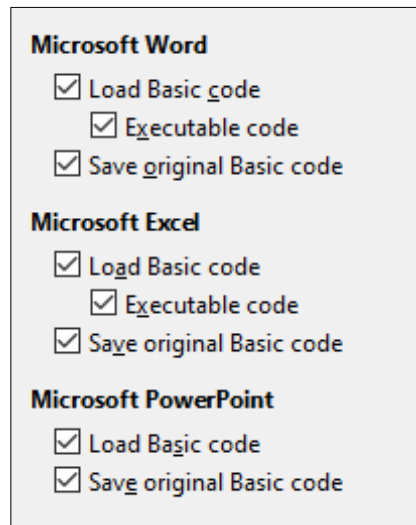 Microsoft Word
Load Basic code
Executable code
Save original Basic code
Microsoft Excel
Load Basic code
Executable code
Save original Basic code
Microsoft PowerPoint
Load Basic code
Save original Basic code